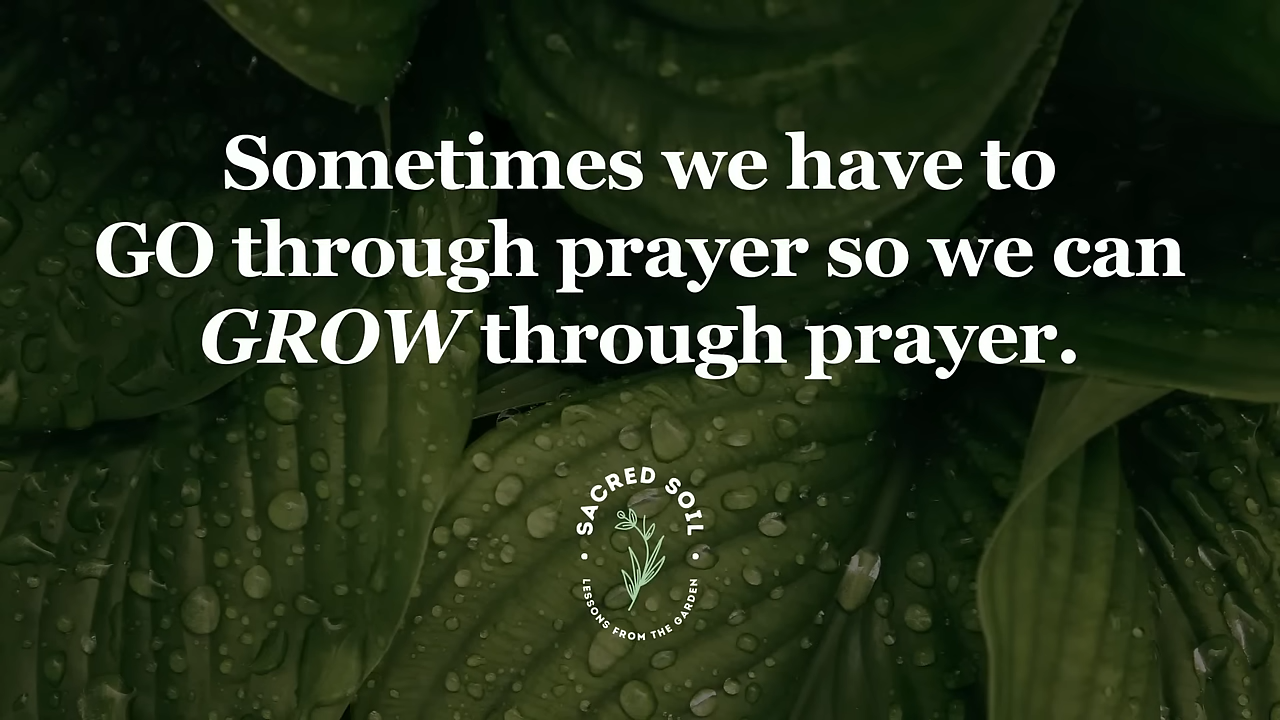 Sometimes we have to
GO through prayer so we can
GROW through prayer.
SACRED SOIL
LESSONS FROM THE GARDEN